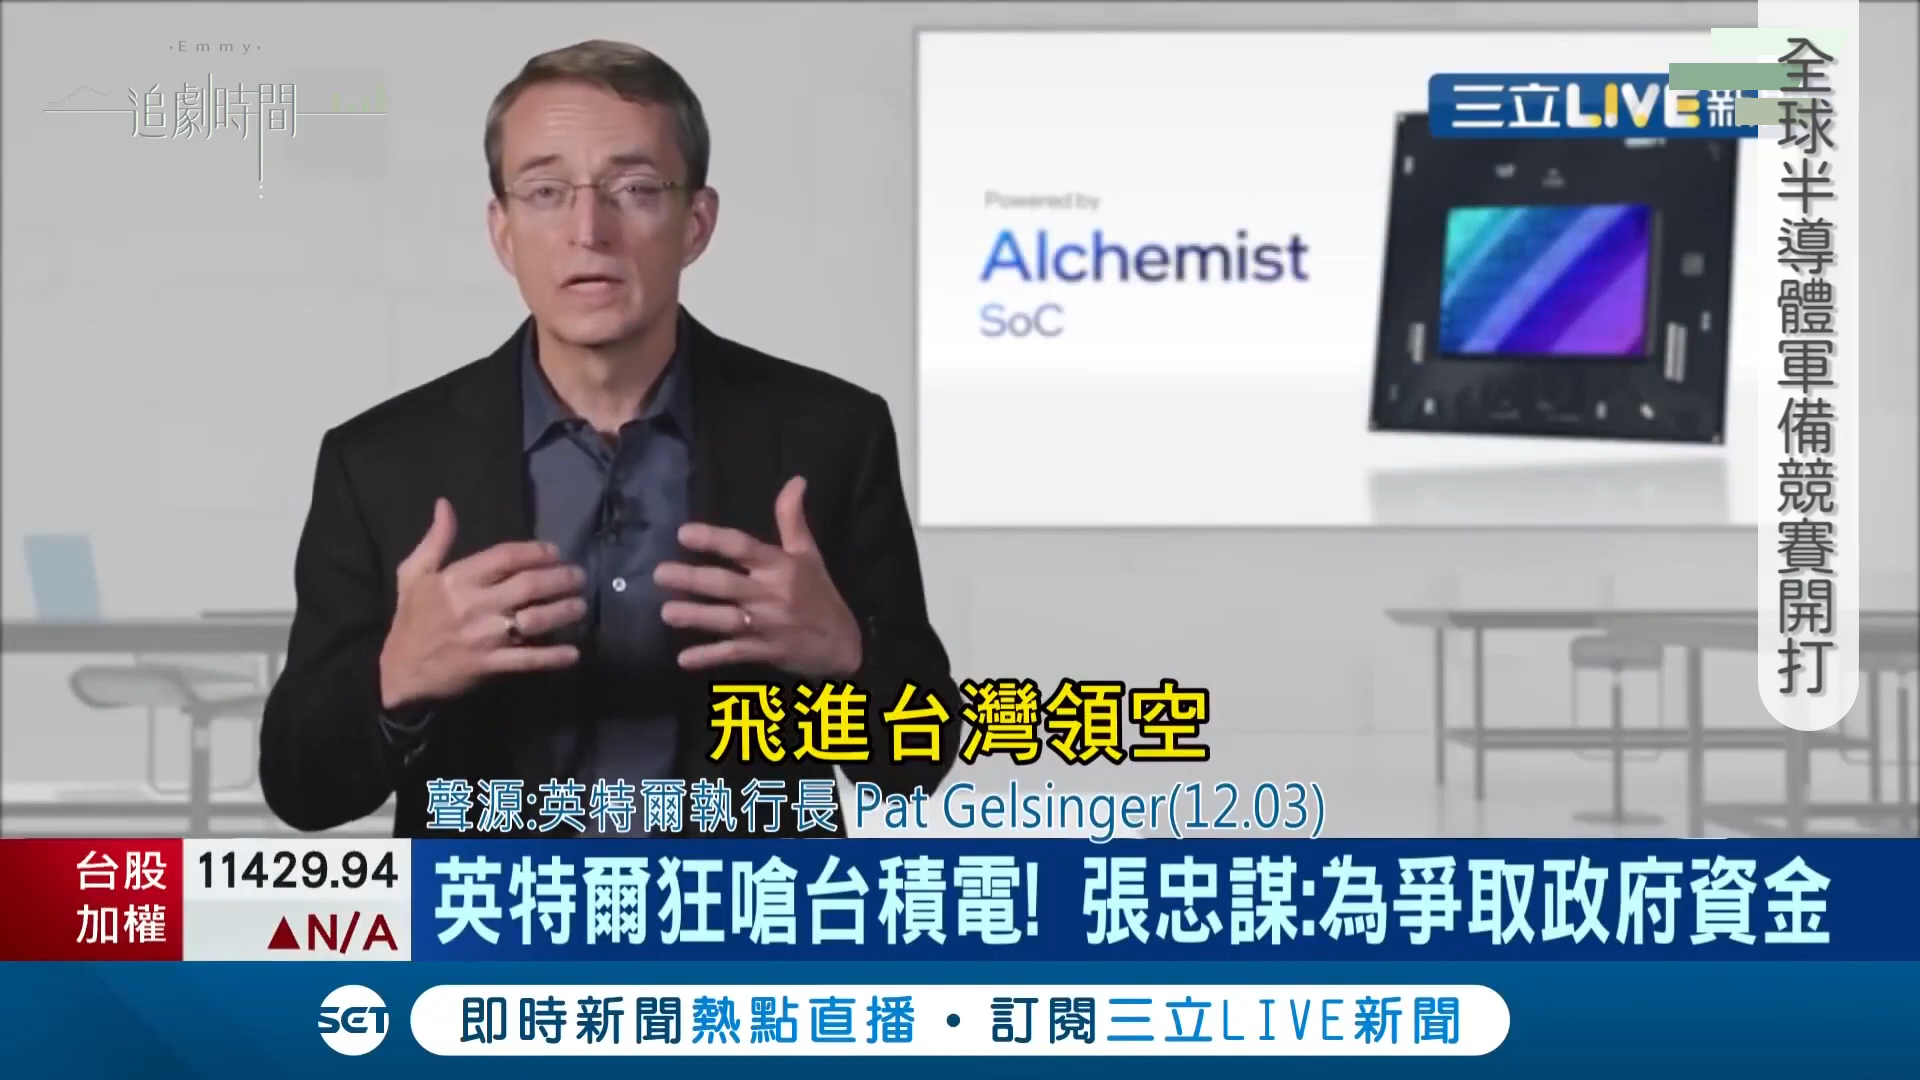 ·Emmy·
追劇時間
三立LIVE新
全球半導體軍備競賽開打
Powered by
Alchemist
SoC
飛進台灣領空
聲源:英特爾執行長 Pat Gelsinger(12.03)
台股
加權
11429.94
▲N/A
英特爾狂嗆台積電! 張忠謀:為爭取政府資金
SET
即時新聞熱點直播・訂閱三立LIVE新聞